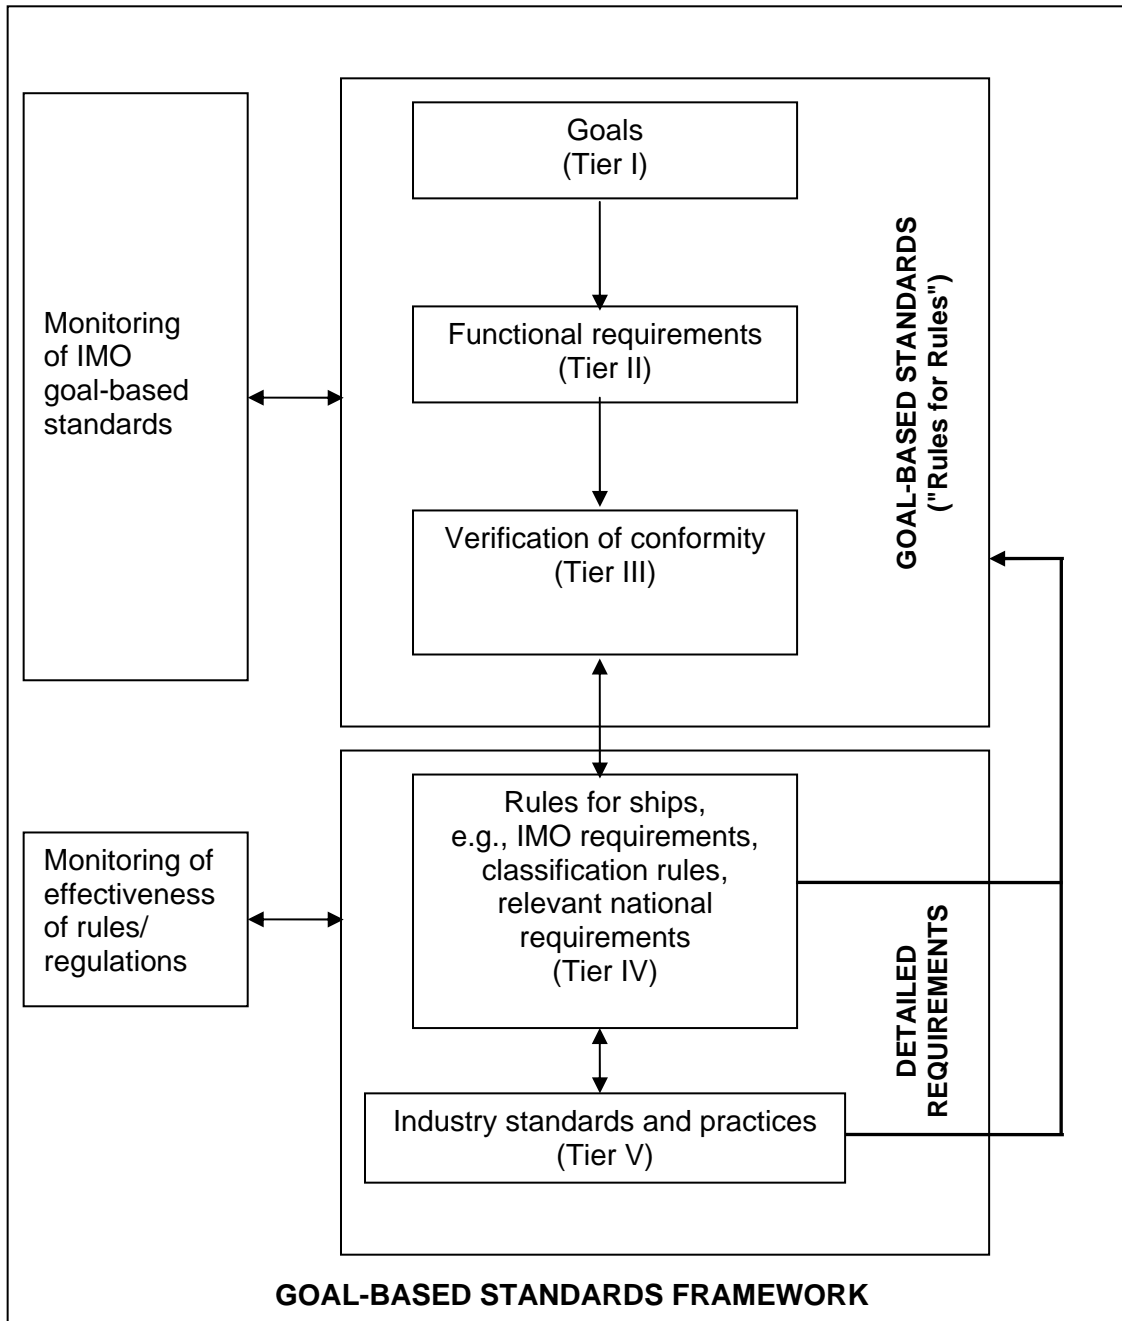 Goals
(Tier I)
Functional requirements
(Tier II)
Verification of conformity
(Tier III)
GOAL-BASED STANDARDS
("Rules for Rules")
Monitoring
of IMO
goal-based
standards
Rules for ships,
e.g., IMO requirements,
classification rules,
relevant national
requirements
(Tier IV)
Industry standards and practices
(Tier V)
DETAILED
REQUIREMENTS
Monitoring of
effectiveness
of rules/
regulations
GOAL-BASED STANDARDS FRAMEWORK